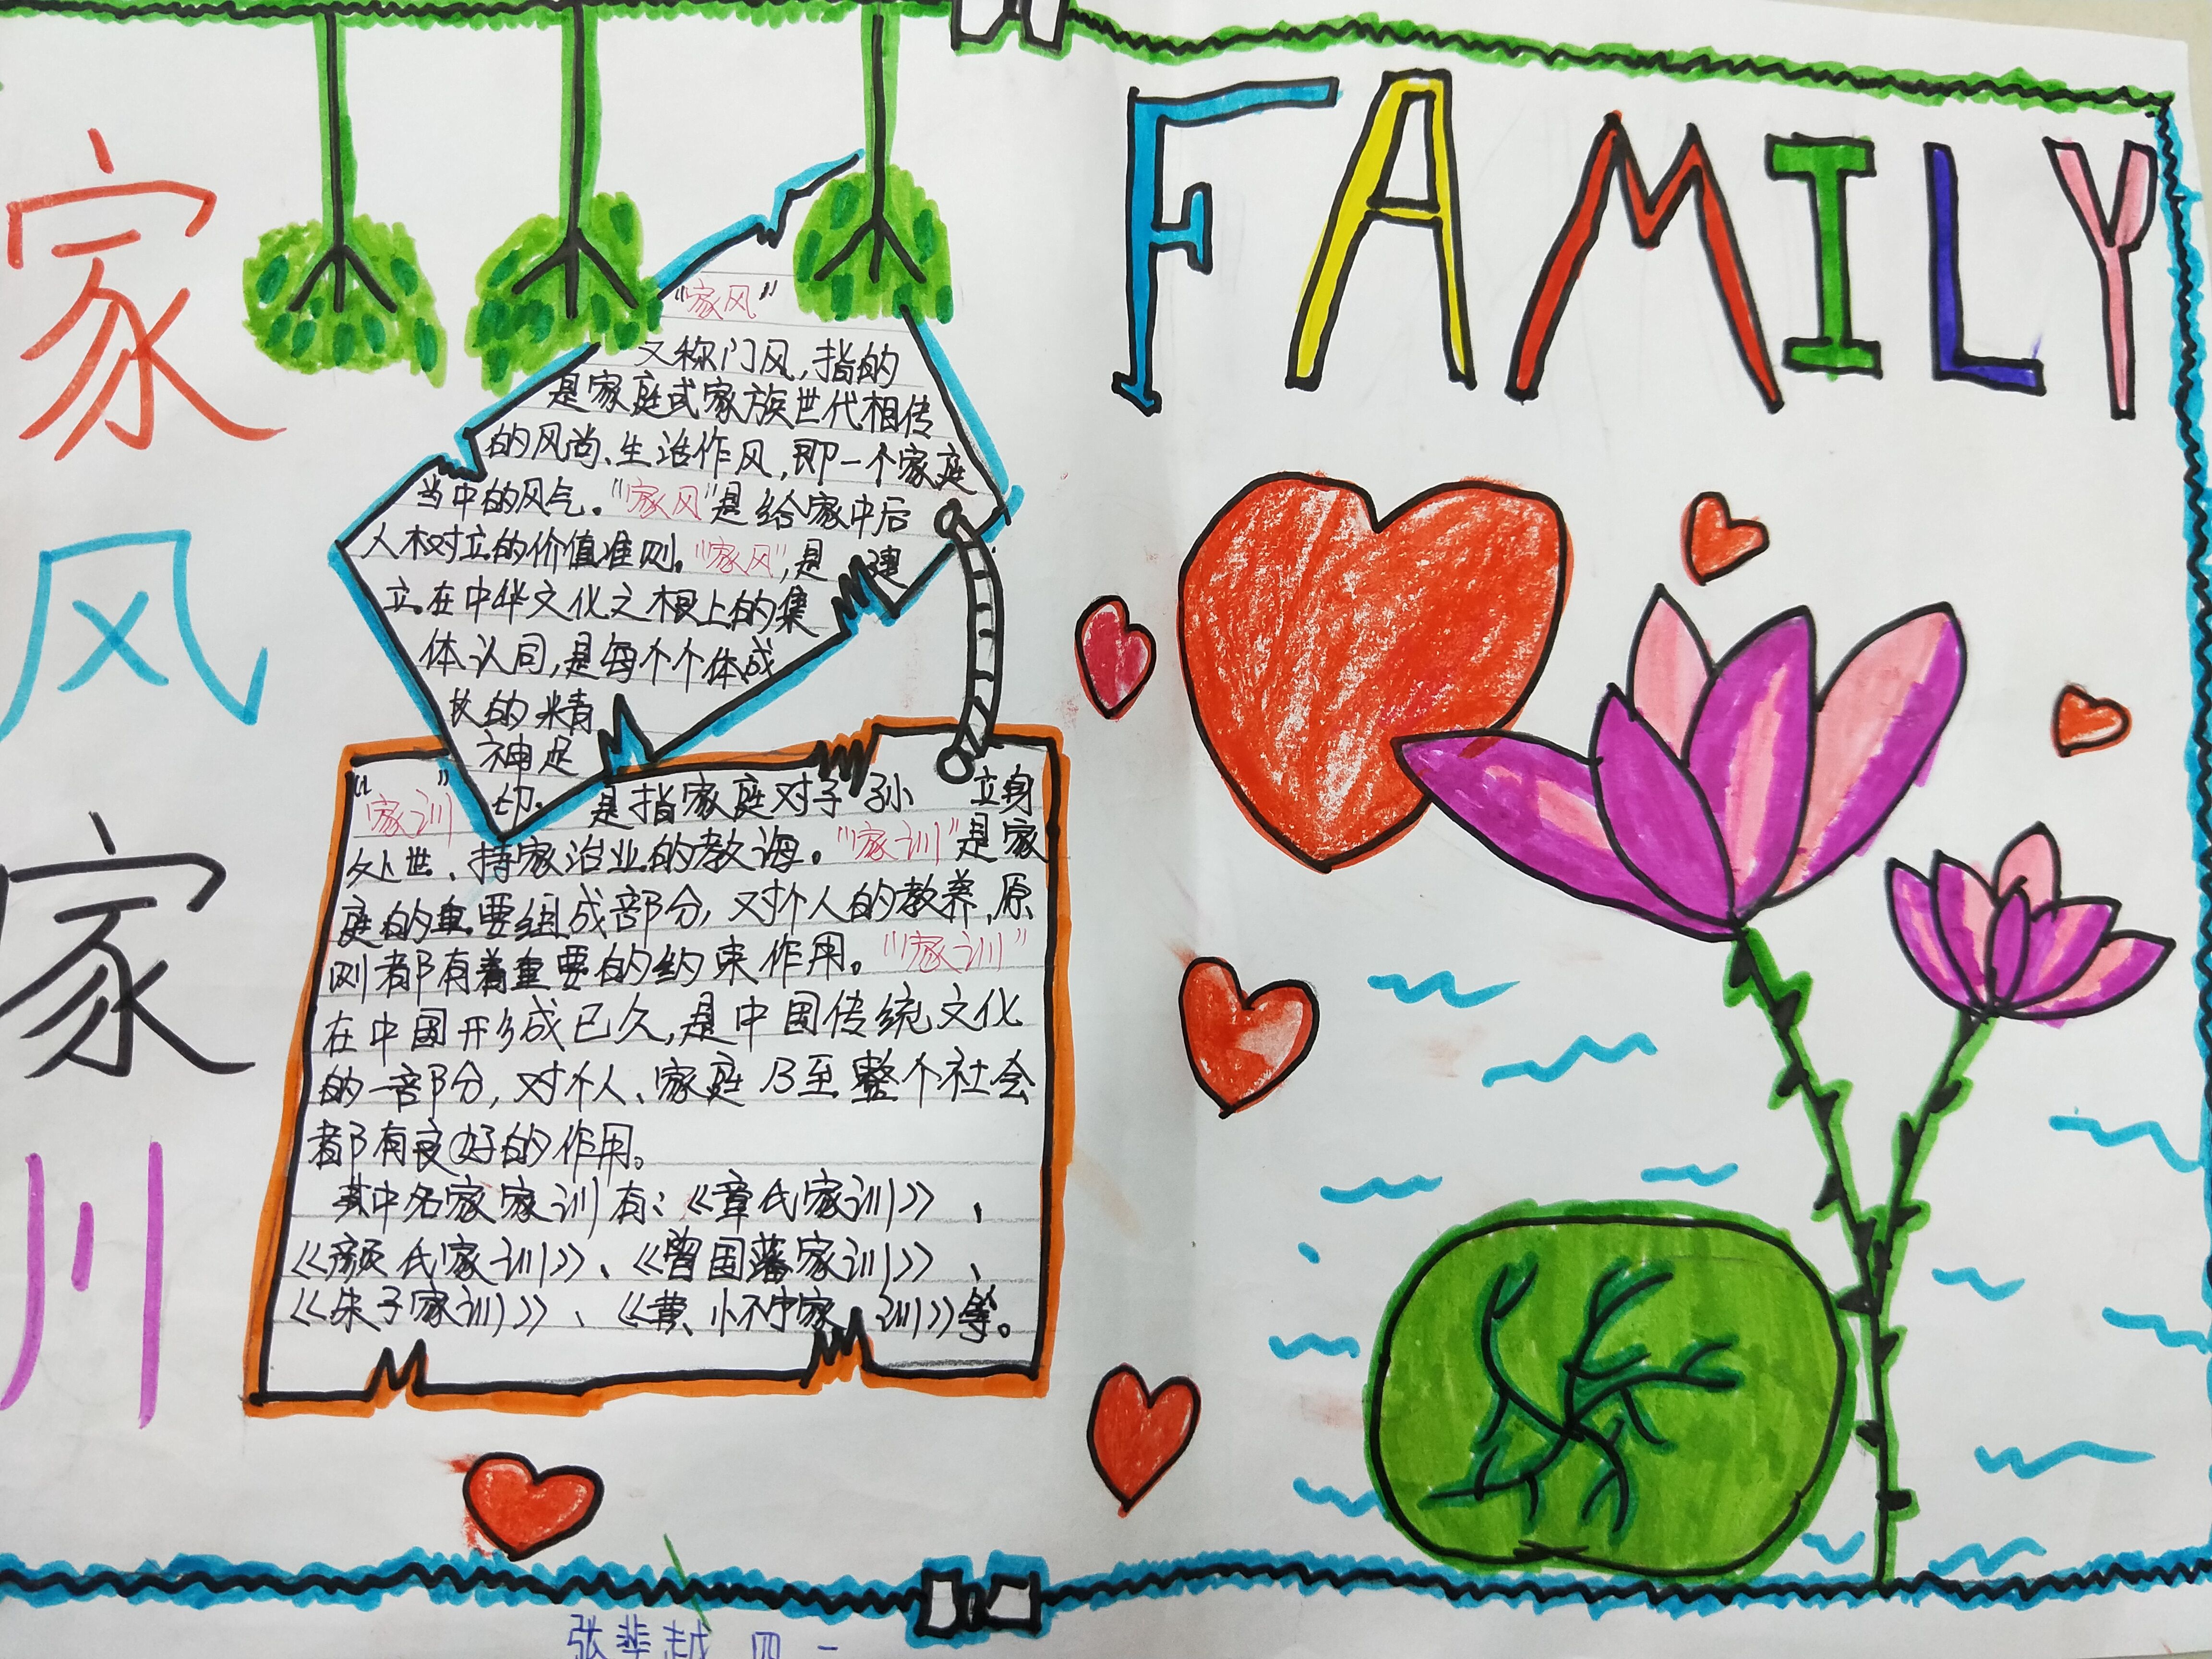 家风家训
FAMILY
“家风”
又称门风,指的
是家庭或家族世代相传
的风尚、生活作风,即一个家庭
当中的风气。“家风”是给家中后
人树立的价值准则。“家风”,是建
立在中华文化之根上的集
体认同,是每个个体成
长的精
神足
印。
“家训”是指家庭对子孙立身
处世、持家治业的教诲。“家训”是家
庭的重要组成部分,对个人的教养,原
则都有着重要的约束作用。“家训”
在中国形成已久,是中国传统文化
的一部分,对个人、家庭乃至整个社会
都有良好的作用。
其中名家家训有:《章氏家训》、
《颜氏家训》、《曾国藩家训》、
《朱子家训》、《黄 家训》等。
张 越 四 一